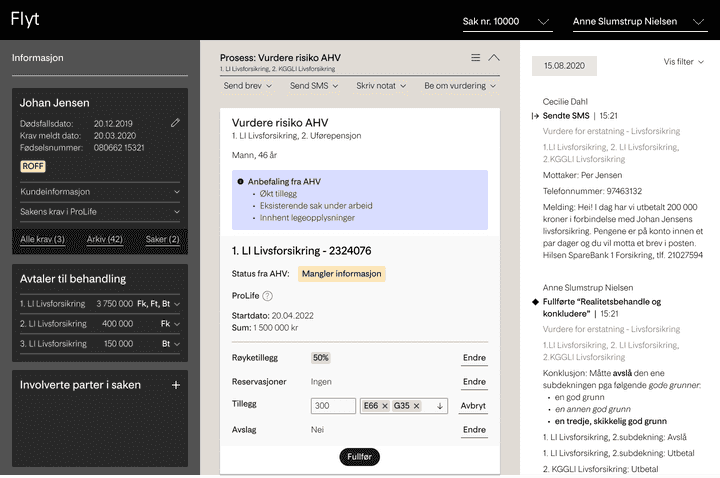 Flyt
Sak nr. 10000
Anne Slumstrup Nielsen
Informasjon
Johan Jensen
Dødsfallsdato: 20.12.2019
Krav meldt dato: 20.03.2020
Fødselsnummer: 080662 15321
ROFF
Kundeinformasjon
Sakens krav i ProLife
Alle krav (3) Arkiv (42) Saker (2)
Avtaler til behandling
1. LI Livsforsikring 3 750 000 Fk, Ft, Bt
2. LI Livsforsikring 400 000 Fk
3. LI Livsforsikring 150 000 Bt
Involverte parter i saken +
Prosess: Vurdere risiko AHV
1. LI Livsforsikring, 2. KGGLI Livsforsikring
Send brev Send SMS Skriv notat Be om vurdering
Vurdere risiko AHV
1. LI Livsforsikring, 2. Uførepensjon
Mann, 46 år
Anbefaling fra AHV
• Økt tillegg
• Eksisterende sak under arbeid
• Innhent legeopplysninger
1. LI Livsforsikring - 2324076
Status fra AHV: Mangler informasjon
ProLife ?
Startdato: 20.04.2022
Sum: 1 500 000 kr
Røyketillegg 50% Endre
Reservasjoner Ingen Endre
Tillegg 300 E66 × G35 × Avbryt
Avslag Nei Endre
Fullfør
15.08.2020
Vis filter
Cecilie Dahl
Sendte SMS | 15:21
Vurdere for erstatning - Livsforsikring
1.LI Livsforsikring, 2. LI Livsforsikring,
2.KGGLI Livsforsikring
Mottaker: Per Jensen
Telefonnummer: 97463132
Melding: Hei! I dag har vi utbetalt 200 000
kroner i forbindelse med Johan Jensens
livsforsikring. Pengene er på konto innen et
par dager og du vil motta et brev i posten.
Hilsen SpareBank 1 Forsikring, tlf. 21027594
Anne Slumstrup Nielsen
Fullførte “Realitetsbehandle og
konkludere” | 15:21
Vurdere for erstatning - Livsforsikring
1.LI Livsforsikring, 2. LI Livsforsikring,
2.KGGLI Livsforsikring
Konklusjon: Måtte avslå den ene
subdekningen pga følgende gode grunner:
• en god grunn
• en annen god grunn
• en tredje, skikkelig god grunn
1. LI Livsforsikring, 2.subdekning: Avslå
1. LI Livsforsikring, 2.subdekning: Utbetal
2. KGGLI Livsforsikring: Utbetal